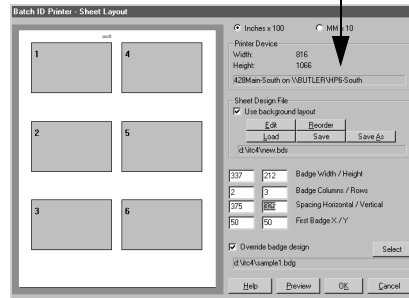 Batch ID Printer - Sheet Layout
1
4
2
5
3
6
Inches x 100
MM x 10
Printer Device
Width: 816
Height: 1066
428Main-South on \\BUTLER\HP6-South
Sheet Design File
Use background layout
Edit
Reorder
Load
Save
Save As
d:\itc4\new.bds
337 212 Badge Width / Height
2 3 Badge Columns / Rows
375 Spacing Horizontal / Vertical
50 50 First Badge X / Y
Override badge design
Select
d:\itc4\sample1.bdg
Help
Preview
OK
Cancel